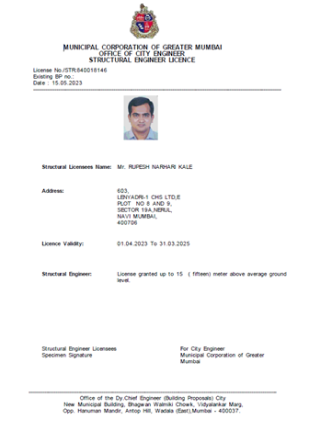 MUNICIPAL CORPORATION OF GREATER MUMBAI
OFFICE OF CITY ENGINEER
STRUCTURAL ENGINEER LICENCE
License No./STR/840016146
Existing BP no.:
Date : 15.05.2023
Structural Licensees Name: Mr. RUPESH NARHARI KALE
Address: 603,
LENYADRI-1 CHS LTD,E
PLOT NO 8 AND 9,
SECTOR 19A,NERUL,
NAVI MUMBAI,
400706
Licence Validity: 01.04.2023 To 31.03.2025
Structural Engineer: License granted up to 15 ( fifteen) meter above average ground
level.
Structural Engineer Licensees
Specimen Signature
For City Engineer
Municipal Corporation of Greater
Mumbai
Office of the Dy.Chief Engineer (Building Proposals) City
New Municipal Building, Bhagwan Walmiki Chowk, Vidyalankar Marg,
Opp. Hanuman Mandir, Antop Hill, Wadala (East),Mumbai - 400037.